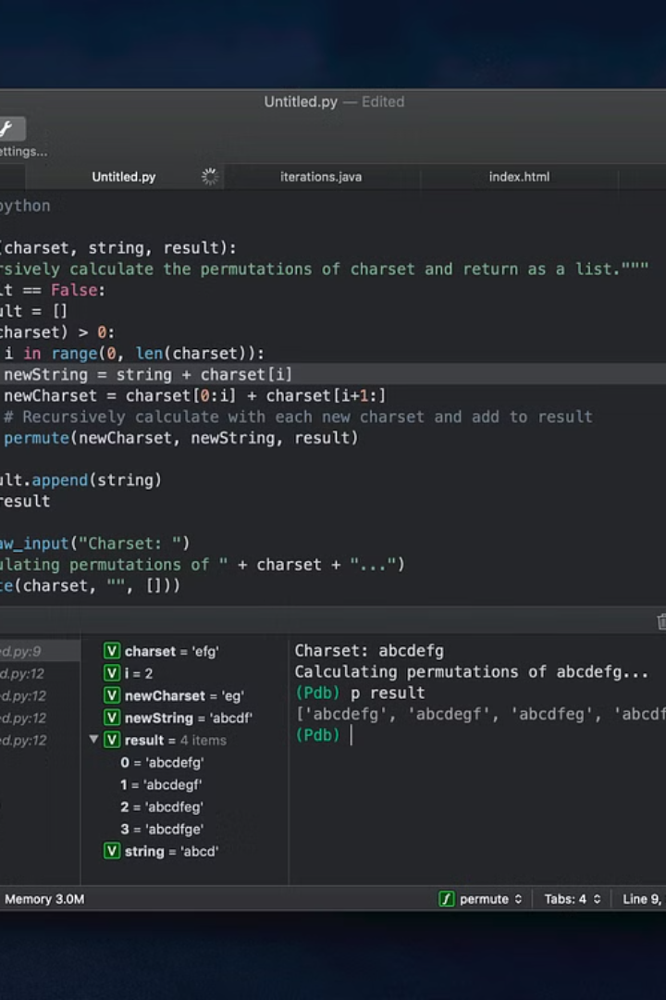 Untitled.py — Edited
ettings...
Untitled.py
iterations.java
index.html
python
(charset, string, result):
rsively calculate the permutations of charset and return as a list."""
lt == False:
ult = []
charset) > 0:
i in range(0, len(charset)):
newString = string + charset[i]
newCharset = charset[0:i] + charset[i+1:]
# Recursively calculate with each new charset and add to result
permute(newCharset, newString, result)
ult.append(string)
result
aw_input("Charset: ")
ulating permutations of " + charset + "...")
te(charset, "", []))
ed.py:9
ed.py:12
ed.py:12
ed.py:12
ed.py:12
V charset = 'efg'
V i = 2
V newCharset = 'eg'
V newString = 'abcdf'
V result = 4 items
0 = 'abcdefg'
1 = 'abcdegf'
2 = 'abcdfeg'
3 = 'abcdfge'
V string = 'abcd'
Charset: abcdefg
Calculating permutations of abcdefg...
(Pdb) p result
['abcdefg', 'abcdegf', 'abcdfeg', 'abcdf
(Pdb)
Memory 3.0M
f permute
Tabs: 4
Line 9,